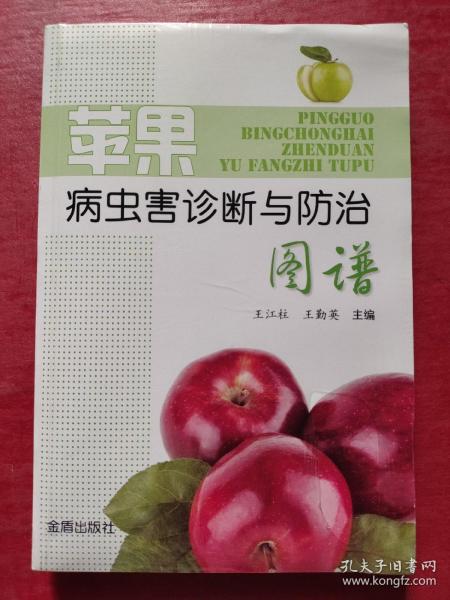 苹果
PINGGUO
BINGCHONGHAI
ZHENDUAN
YU FANGZHI TUPU
病虫害诊断与防治
图谱
王江柱 王勤英 主编
金盾出版社
孔夫子旧书网
www.kongfz.com